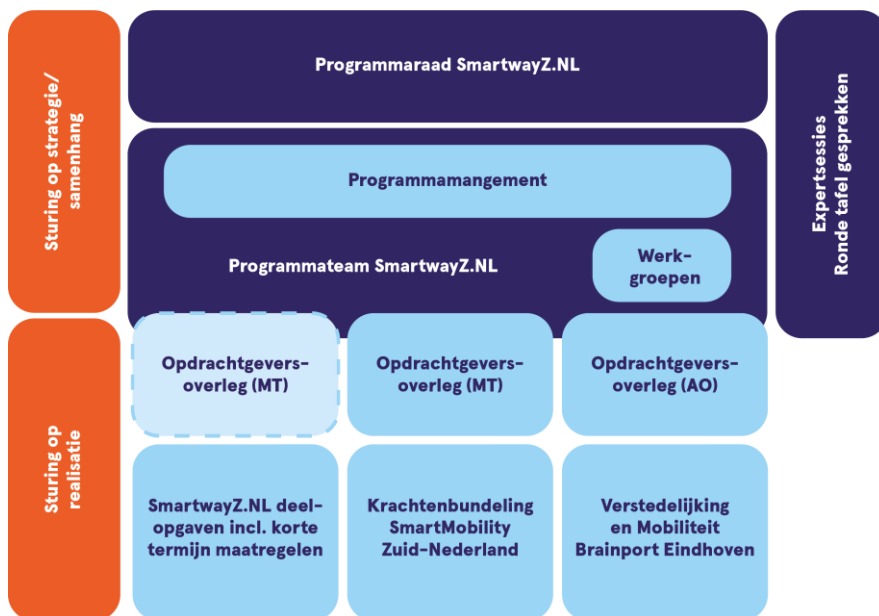 Sturing op strategie/
samenhang
Programmaraad SmartwayZ.NL
Programmamangement
Programmateam SmartwayZ.NL
Werk-
groepen
Expertsessies
Ronde tafel gesprekken
Sturing op
realisatie
Opdrachtgevers-
overleg (MT)
Opdrachtgevers-
overleg (MT)
Opdrachtgevers-
overleg (AO)
SmartwayZ.NL deel-
opgaven incl. korte
termijn maatregelen
Krachtenbundeling
SmartMobility
Zuid-Nederland
Verstedelijking
en Mobiliteit
Brainport Eindhoven